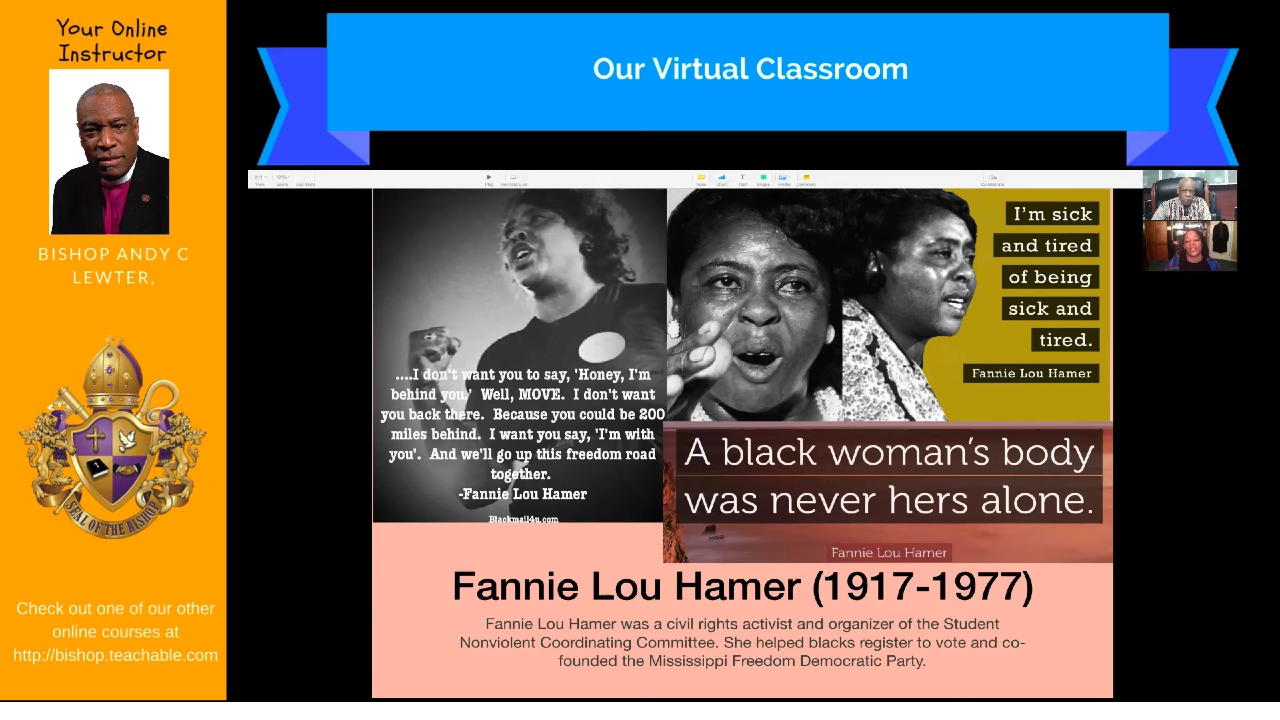 Your Online
Instructor
BISHOP ANDY C
LEWTER,
SEAL OF THE BISHOP
Check out one of our other
online courses at
http://bishop.teachable.com
Our Virtual Classroom
....I don't want you to say, 'Honey, I'm
behind you.' Well, MOVE. I don't want
you back there. Because you could be 200
miles behind. I want you say, 'I'm with
you'. And we'll go up this freedom road
together.
-Fannie Lou Hamer
Blackmail4u.com
I'm sick
and tired
of being
sick and
tired.
Fannie Lou Hamer
A black woman's body
was never hers alone.
Fannie Lou Hamer
Fannie Lou Hamer (1917-1977)
Fannie Lou Hamer was a civil rights activist and organizer of the Student
Nonviolent Coordinating Committee. She helped blacks register to vote and co-
founded the Mississippi Freedom Democratic Party.